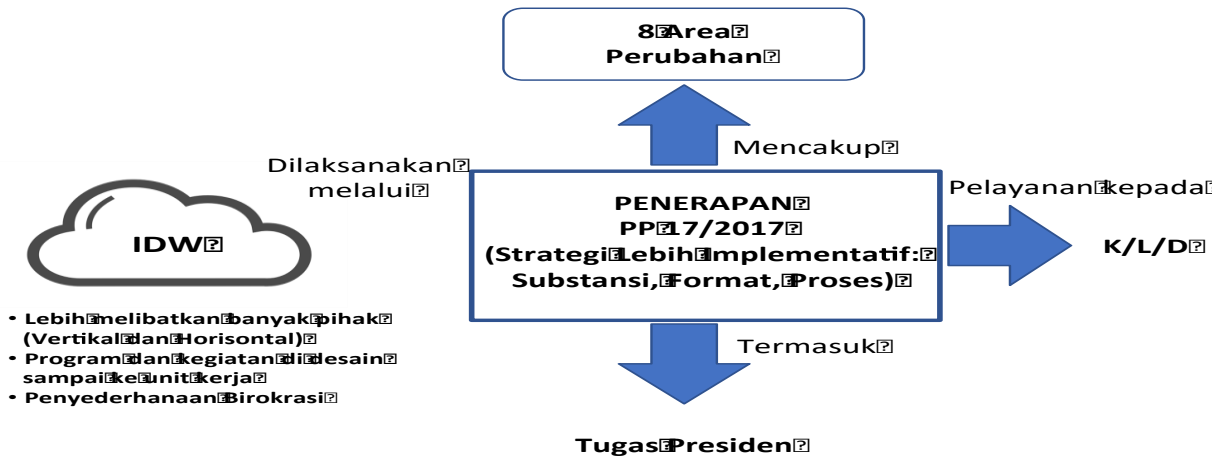 8 Area
Perubahan
Mencakup
Dilaksanakan
melalui
IDW
• Lebih melibatkan banyak pihak
(Vertikal dan Horisontal)
• Program dan kegiatan di desain
sampai ke unit kerja
• Penyederhanaan Birokrasi
PENERAPAN
PP 17/2017
(Strategi Lebih Implementatif:
Substansi, Format, Proses)
Pelayanan kepada
K/L/D
Termasuk
Tugas Presiden